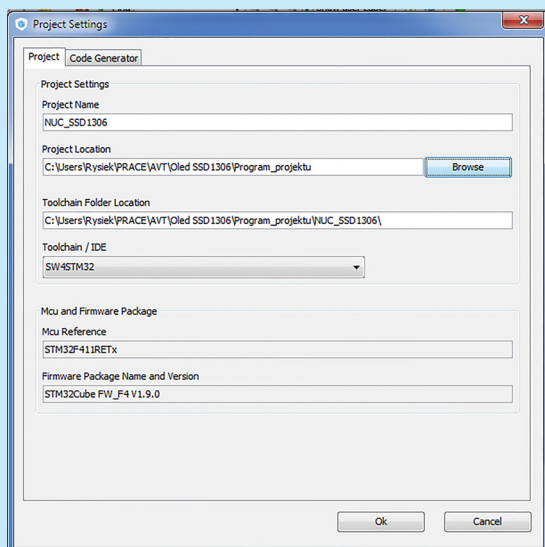 Project Settings
Project Code Generator
Project Settings
Project Name
NUC_SSD1306
Project Location
C:\Users\Rysiek\PRACE\AVT\Oled SSD1306\Program_projektu Browse
Toolchain Folder Location
C:\Users\Rysiek\PRACE\AVT\Oled SSD1306\Program_projektu\NUC_SSD1306\
Toolchain / IDE
SW4STM32
Mcu and Firmware Package
Mcu Reference
STM32F411RETx
Firmware Package Name and Version
STM32Cube FW_F4 V1.9.0
Ok Cancel